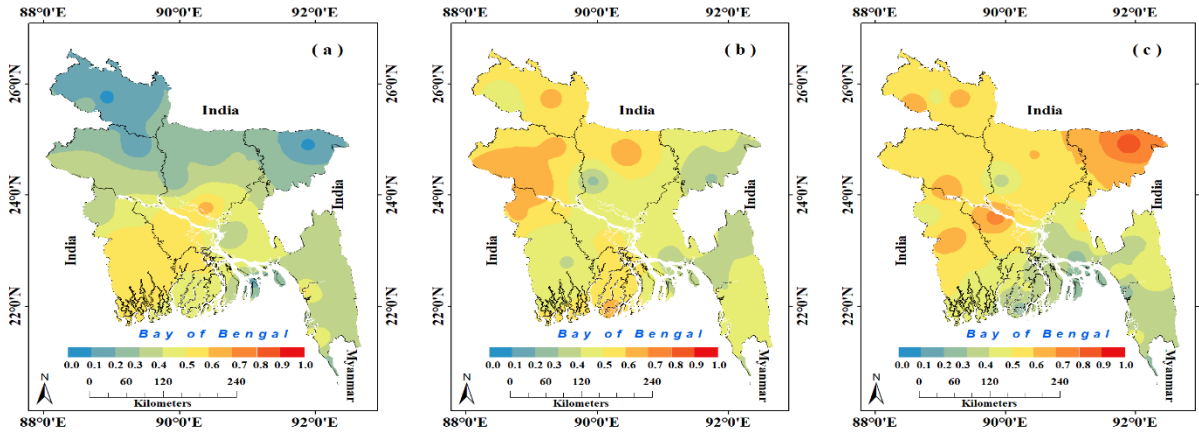 88°0'E 90°0'E 92°0'E 88°0'E 90°0'E 92°0'E 88°0'E 90°0'E 92°0'E
( a )
26°0'N
India
24°0'N
India
India
22°0'N
Bay of Bengal
0.0 0.1 0.2 0.3 0.4 0.5 0.6 0.7 0.8 0.9 1.0
Myanmar
N
0 60 120 240
Kilometers
88°0'E 90°0'E 92°0'E
( b )
26°0'N
India
24°0'N
India
India
22°0'N
Bay of Bengal
0.0 0.1 0.2 0.3 0.4 0.5 0.6 0.7 0.8 0.9 1.0
Myanmar
N
0 60 120 240
Kilometers
88°0'E 90°0'E 92°0'E
( c )
26°0'N
India
24°0'N
India
India
22°0'N
Bay of Bengal
0.0 0.1 0.2 0.3 0.4 0.5 0.6 0.7 0.8 0.9 1.0
Myanmar
N
0 60 120 240
Kilometers
88°0'E 90°0'E 92°0'E
26°0'N
24°0'N
22°0'N